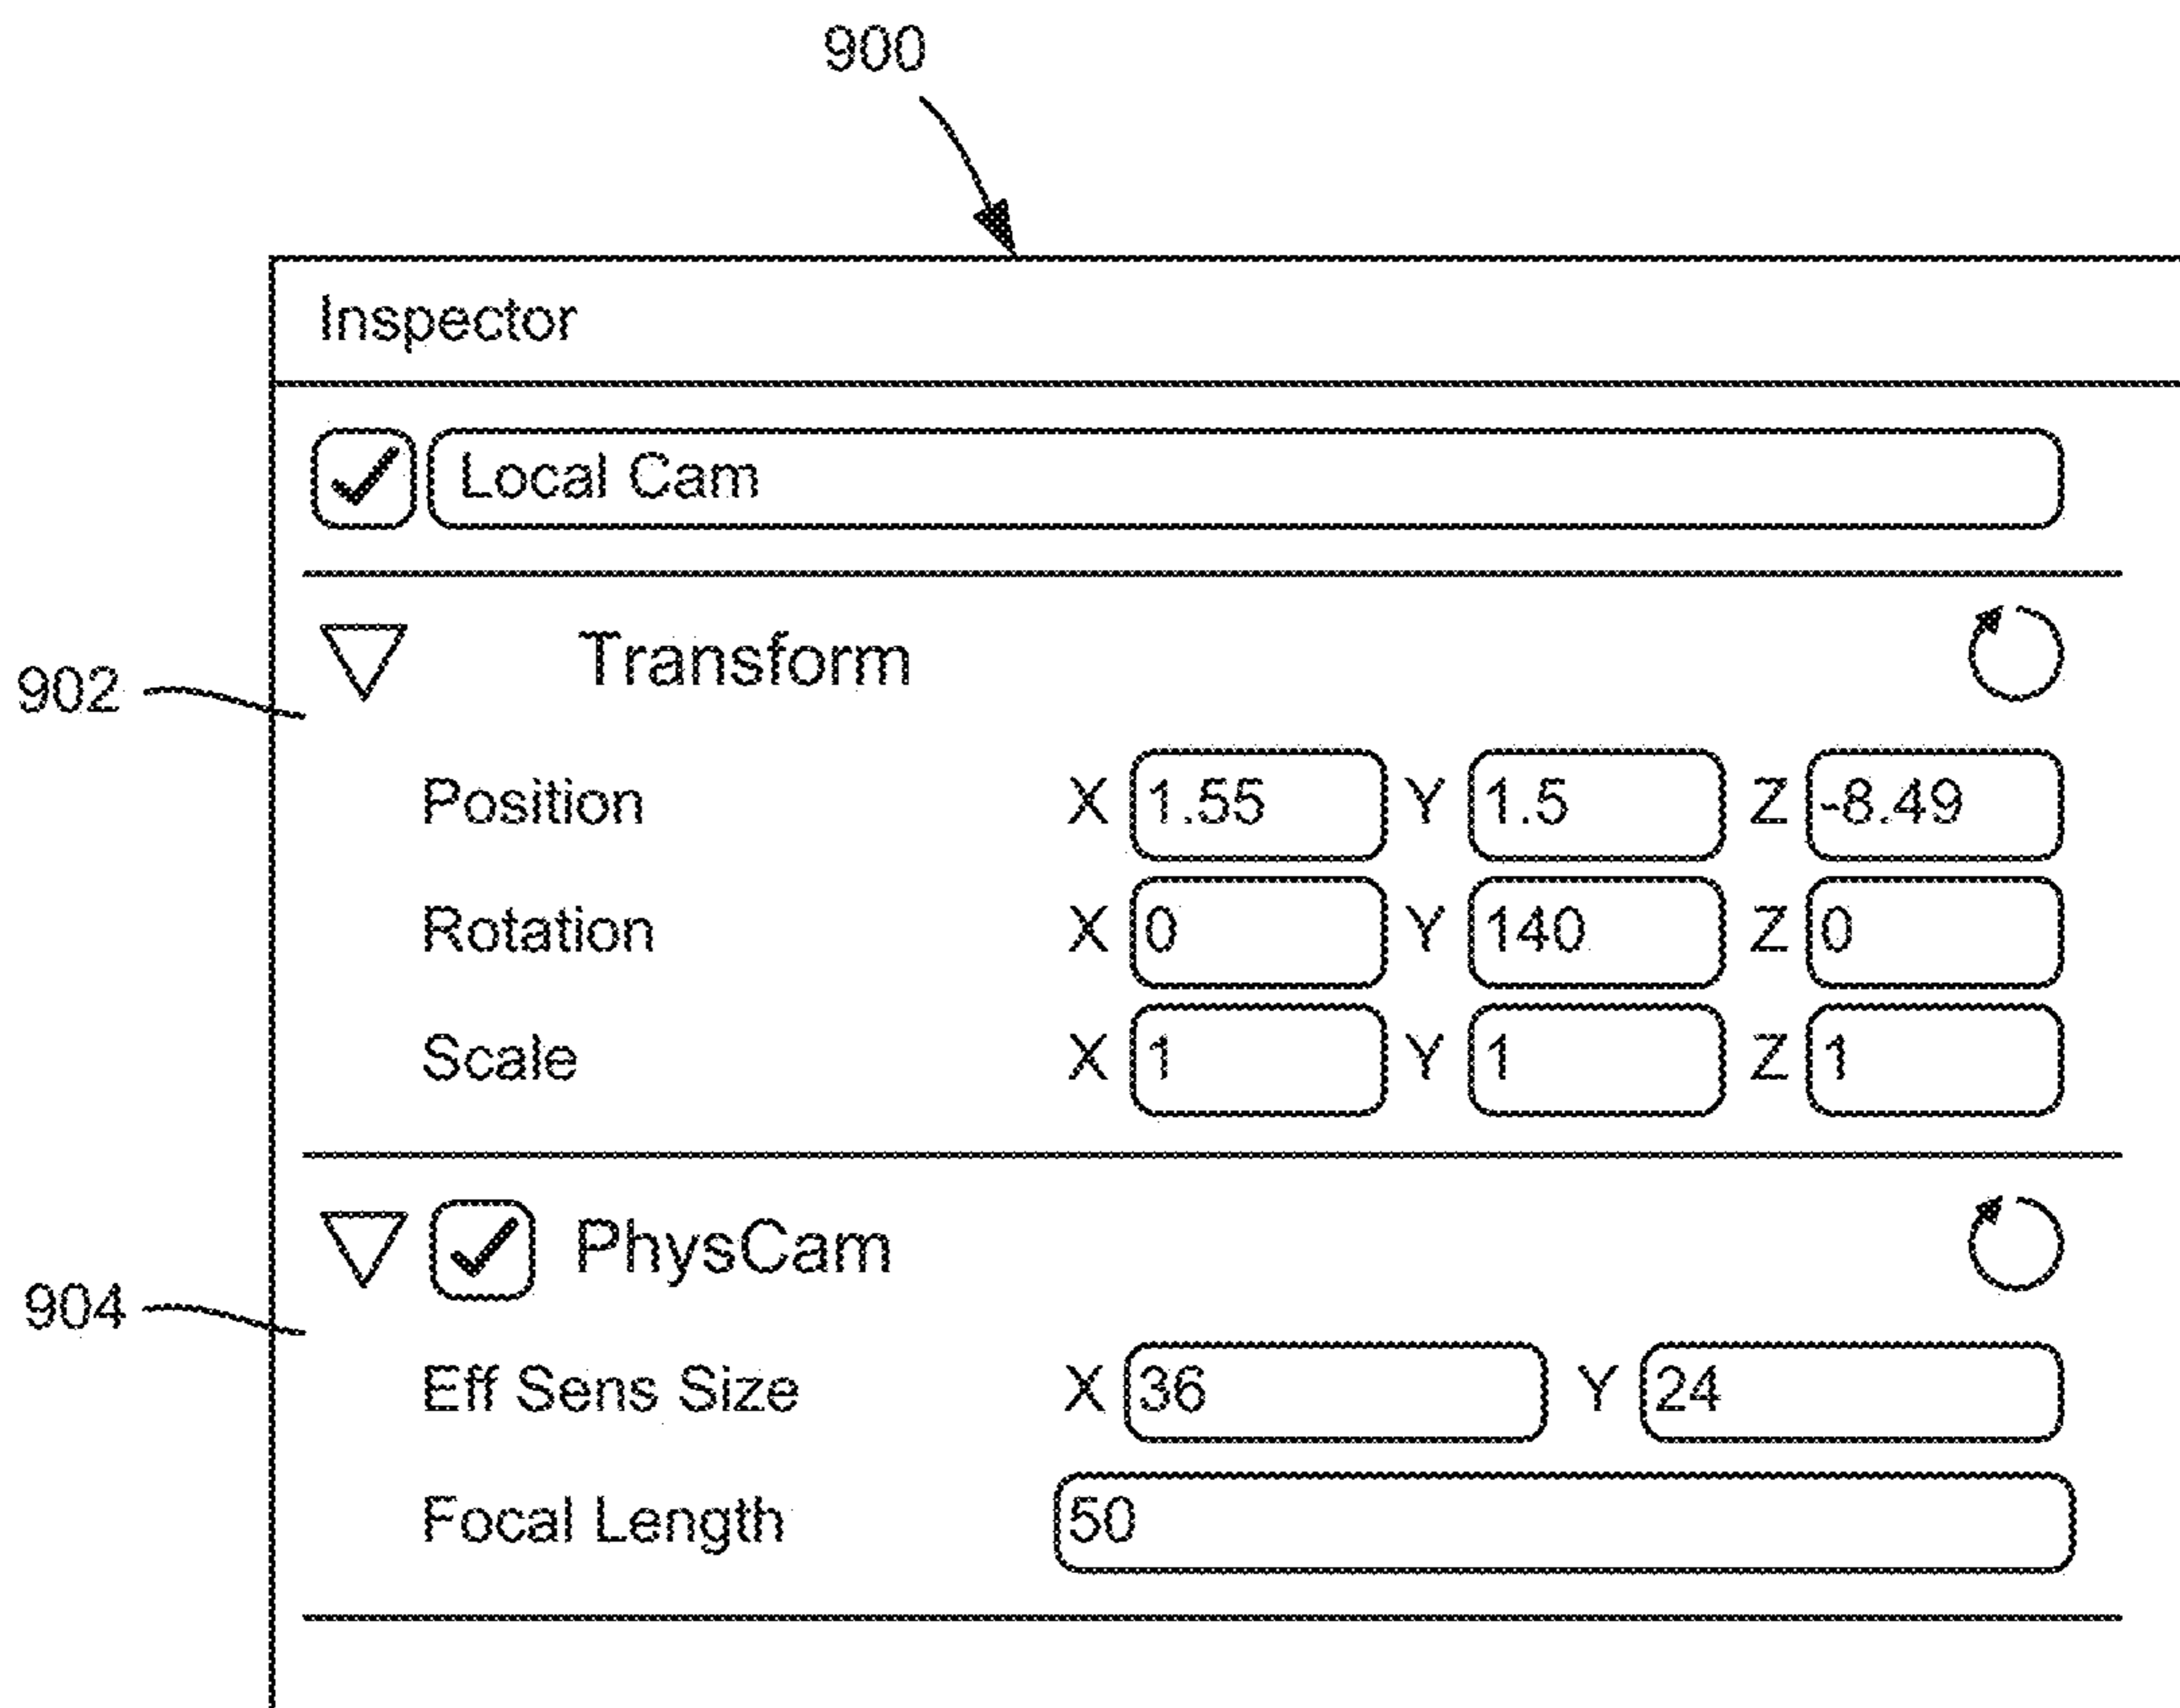 900
Inspector
Local Cam
902
Transform
Position X 1.55 Y 1.5 Z -8.49
Rotation X 0 Y 140 Z 0
Scale X 1 Y 1 Z 1
904
PhysCam
Eff Sens Size X 36 Y 24
Focal Length 50